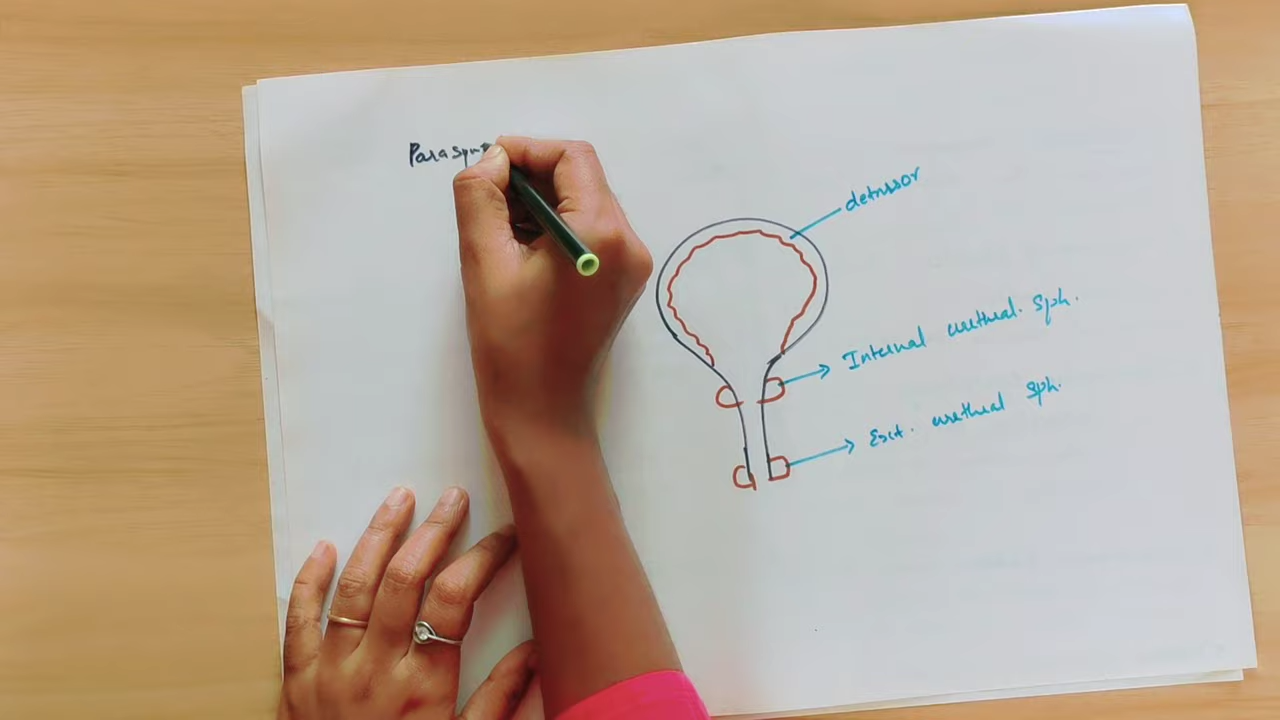 Parasym
detrussor
Internal urethral. Sph.
Ext. urethral Sph.